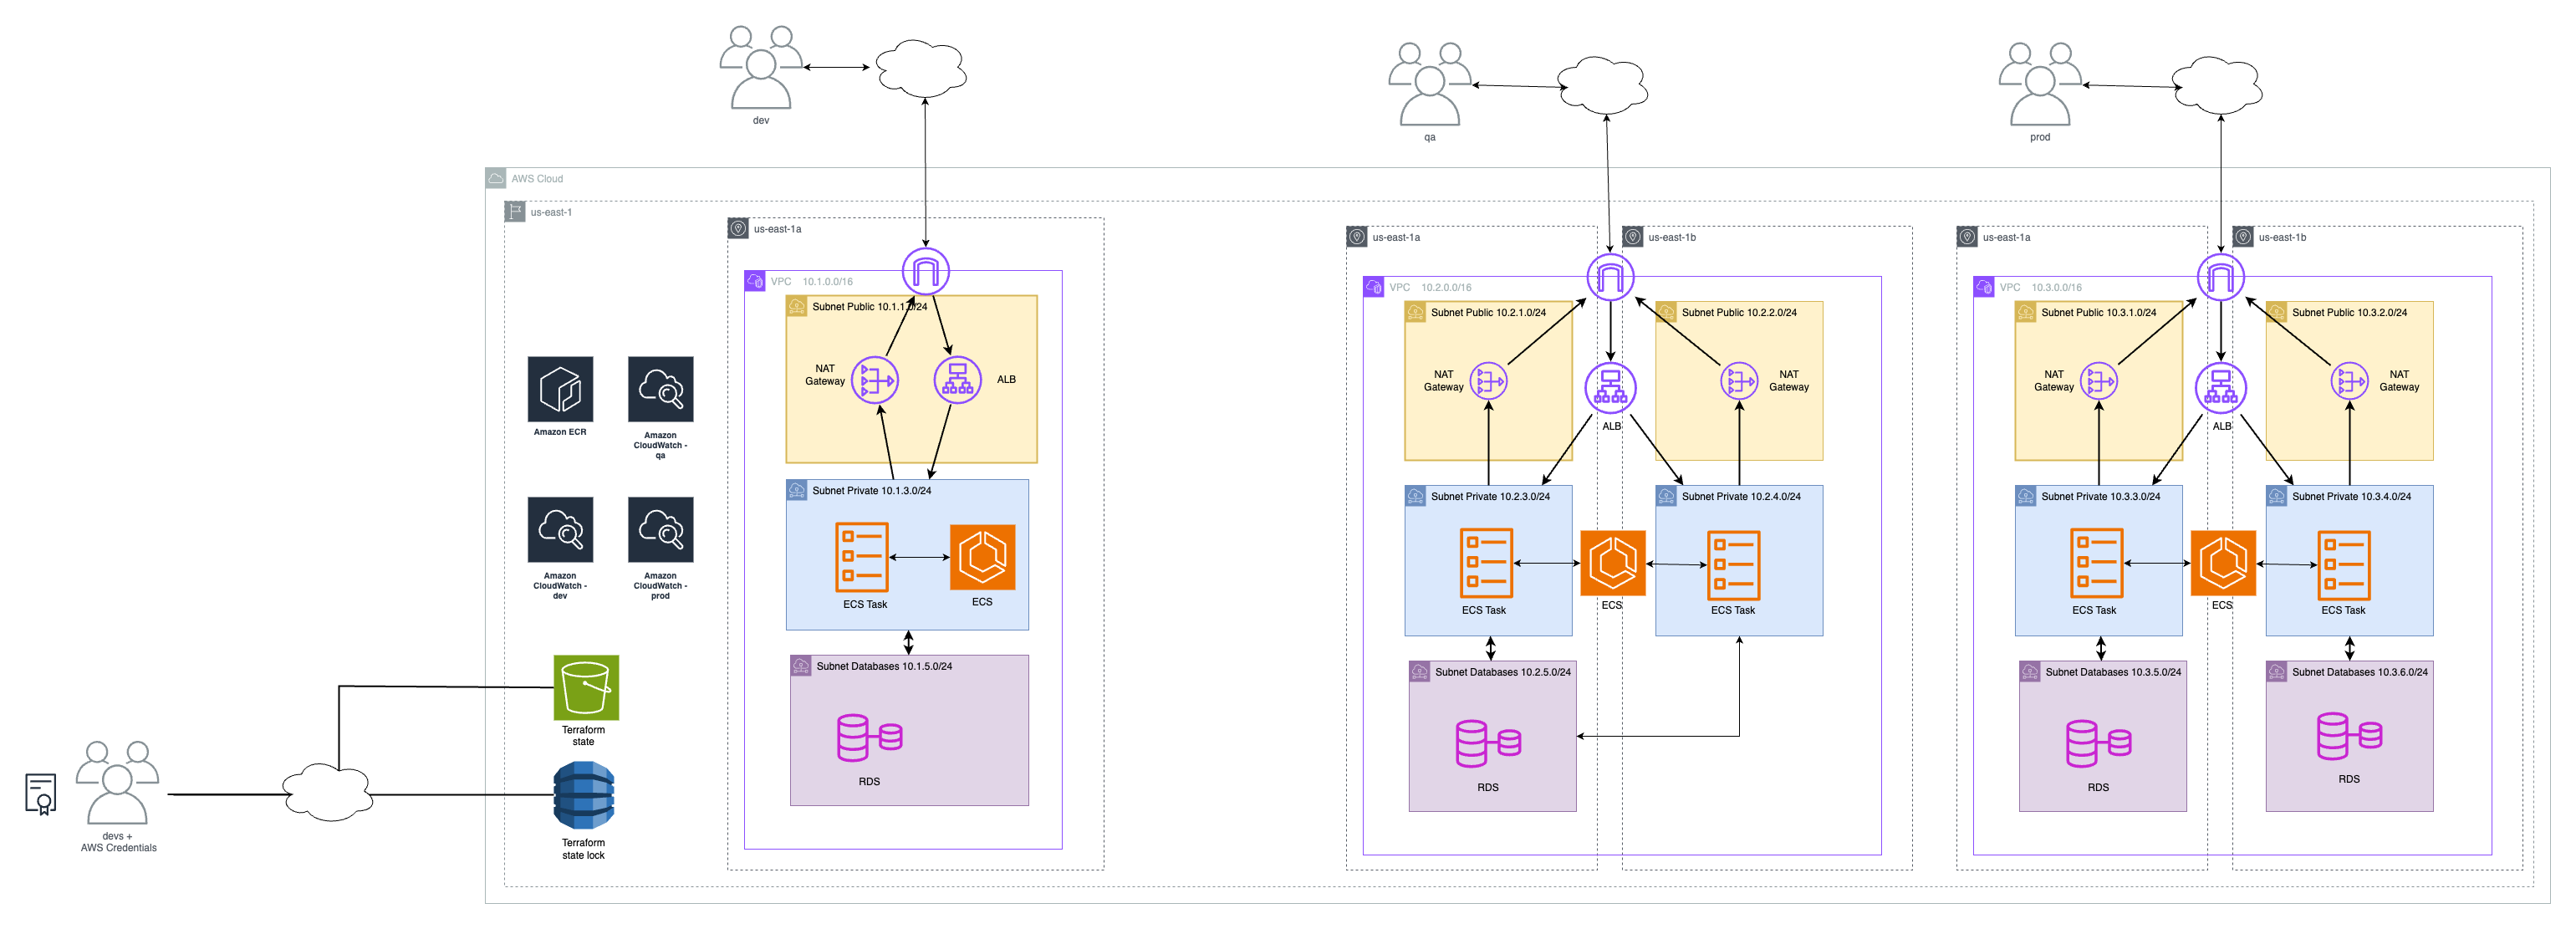 dev
qa
prod
AWS Cloud
us-east-1
us-east-1a
VPC 10.1.0.0/16
Subnet Public 10.1.1.0/24
NAT
Gateway
ALB
Subnet Private 10.1.3.0/24
ECS Task
ECS
Subnet Databases 10.1.5.0/24
RDS
Amazon ECR
Amazon
CloudWatch -
qa
Amazon
CloudWatch -
dev
Amazon
CloudWatch -
prod
Terraform
state
Terraform
state lock
devs +
AWS Credentials
us-east-1a
us-east-1b
VPC 10.2.0.0/16
Subnet Public 10.2.1.0/24
Subnet Public 10.2.2.0/24
NAT
Gateway
ALB
NAT
Gateway
Subnet Private 10.2.3.0/24
Subnet Private 10.2.4.0/24
ECS Task
ECS
ECS Task
Subnet Databases 10.2.5.0/24
RDS
us-east-1a
us-east-1b
VPC 10.3.0.0/16
Subnet Public 10.3.1.0/24
Subnet Public 10.3.2.0/24
NAT
Gateway
ALB
NAT
Gateway
Subnet Private 10.3.3.0/24
Subnet Private 10.3.4.0/24
ECS Task
ECS
ECS Task
Subnet Databases 10.3.5.0/24
Subnet Databases 10.3.6.0/24
RDS
RDS